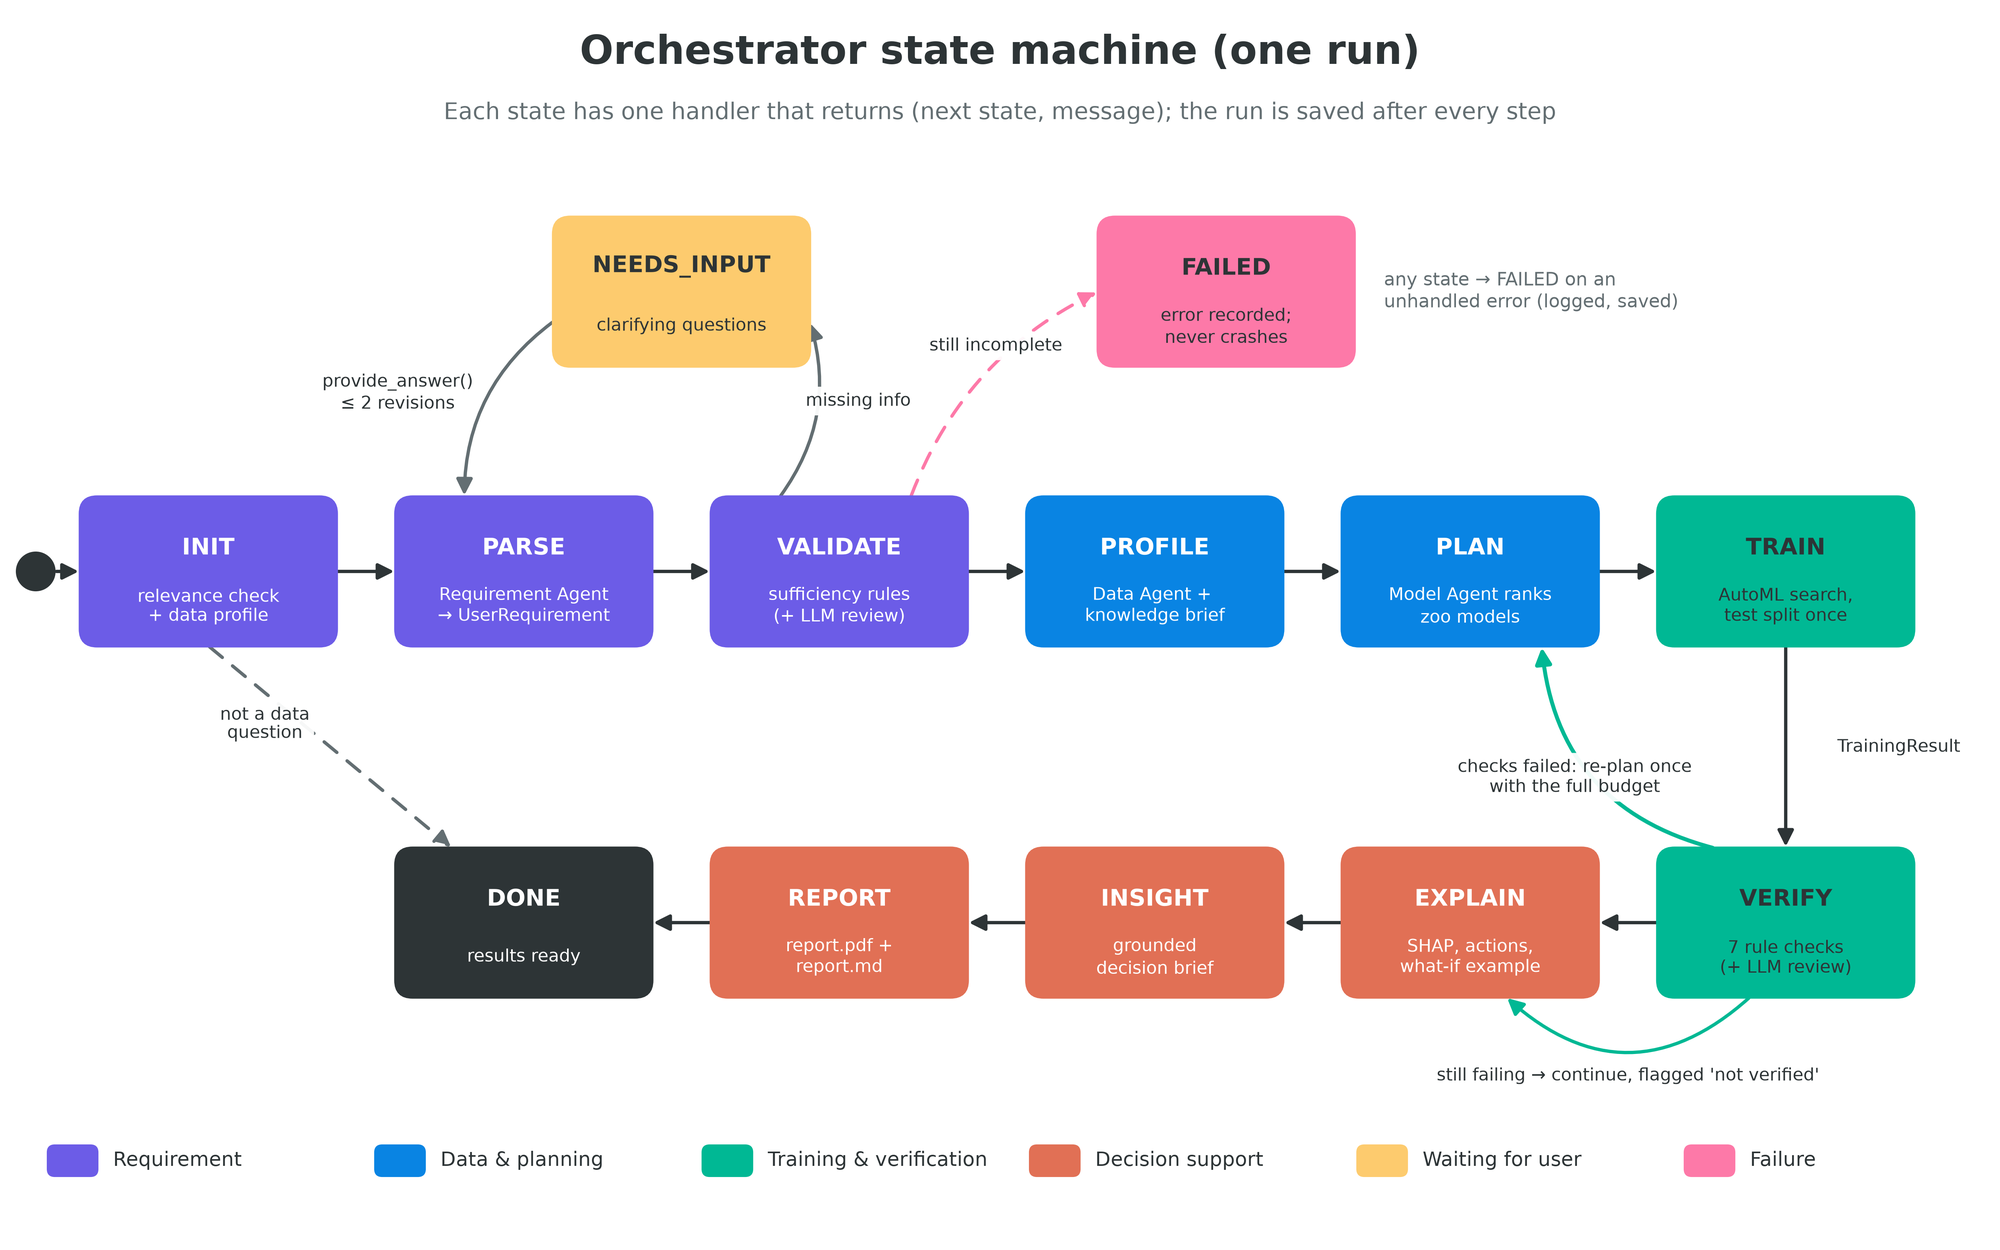 Orchestrator state machine (one run)
Each state has one handler that returns (next state, message); the run is saved after every step
NEEDS_INPUT
clarifying questions
FAILED
error recorded;
never crashes
any state → FAILED on an
unhandled error (logged, saved)
still incomplete
provide_answer()
≤ 2 revisions
missing info
INIT
relevance check
+ data profile
PARSE
Requirement Agent
→ UserRequirement
VALIDATE
sufficiency rules
(+ LLM review)
PROFILE
Data Agent +
knowledge brief
PLAN
Model Agent ranks
zoo models
TRAIN
AutoML search,
test split once
not a data
question
TrainingResult
checks failed: re-plan once
with the full budget
DONE
results ready
REPORT
report.pdf +
report.md
INSIGHT
grounded
decision brief
EXPLAIN
SHAP, actions,
what-if example
VERIFY
7 rule checks
(+ LLM review)
still failing → continue, flagged 'not verified'
Requirement
Data & planning
Training & verification
Decision support
Waiting for user
Failure